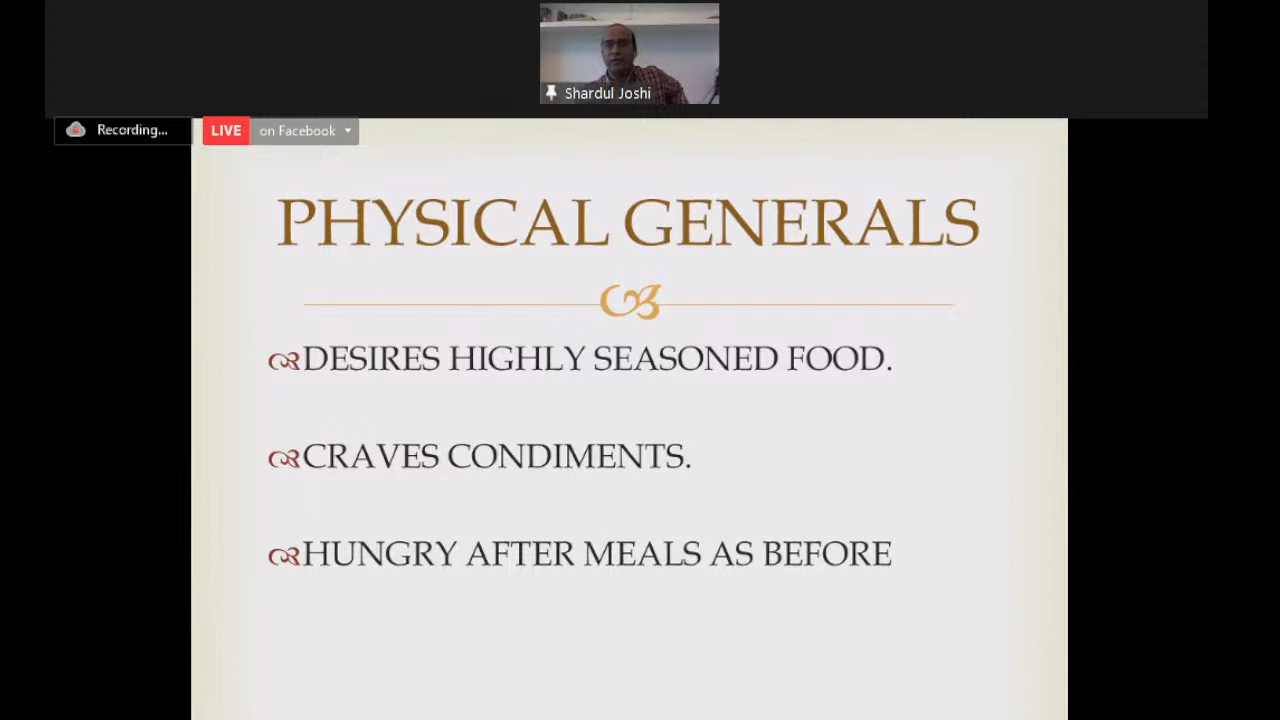 Shardul Joshi
Recording...
LIVE on Facebook
PHYSICAL GENERALS
DESIRES HIGHLY SEASONED FOOD.
CRAVES CONDIMENTS.
HUNGRY AFTER MEALS AS BEFORE